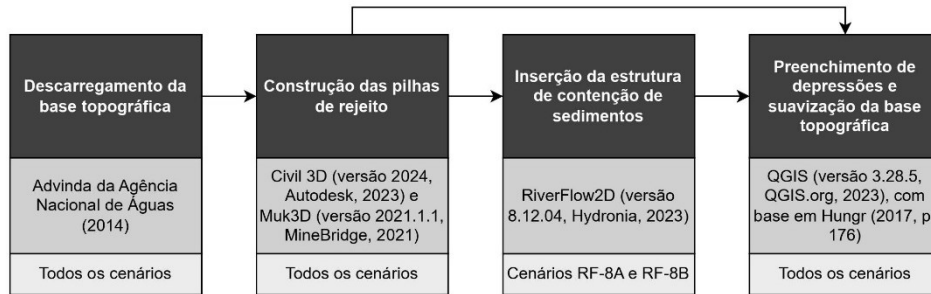 Descarregamento da
base topográfica
Advinda da Agência
Nacional de Águas
(2014)
Todos os cenários
Construção das pilhas
de rejeito
Civil 3D (versão 2024,
Autodesk, 2023) e
Muk3D (versão 2021.1.1,
MineBridge, 2021)
Todos os cenários
Inserção da estrutura
de contenção de
sedimentos
RiverFlow2D (versão
8.12.04, Hydronia, 2023)
Cenários RF-8A e RF-8B
Preenchimento de
depressões e
suavização da base
topográfica
QGIS (versão 3.28.5,
QGIS.org, 2023), com
base em Hungr (2017, p.
176)
Todos os cenários